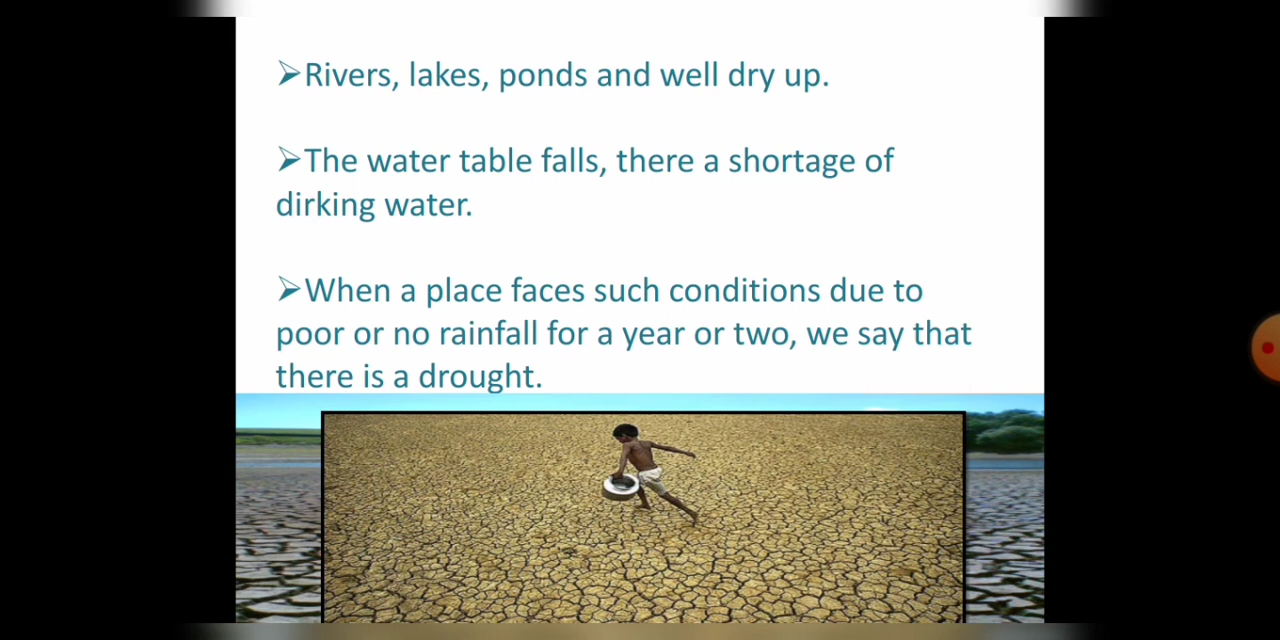 ➢Rivers, lakes, ponds and well dry up.
➢The water table falls, there a shortage of
dirking water.
➢When a place faces such conditions due to
poor or no rainfall for a year or two, we say that
there is a drought.